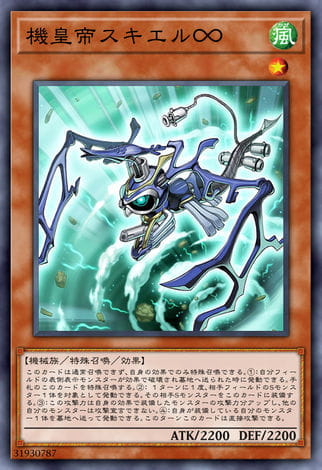 機皇帝スキエル∞
風
【機械族／特殊召喚／効果】
このカードは通常召喚できず、自身の効果でのみ特殊召喚できる。①：自分フィ
ールドの表側表示モンスターが効果で破壊され墓地へ送られた時に発動できる。手
札のこのカードを特殊召喚する。②：１ターンに１度、相手フィールドのＳモンス
ター１体を対象として発動できる。その相手Ｓモンスターをこのカードに装備す
る。③：このカードの攻撃力は自身の効果で装備したモンスターの攻撃力分アップし、他の
自分のモンスターは攻撃宣言できない。④：自身が装備している自分のモンスタ
ー１体を墓地へ送って発動できる。このターンこのカードは直接攻撃できる。
ATK/2200 DEF/2200
31930787